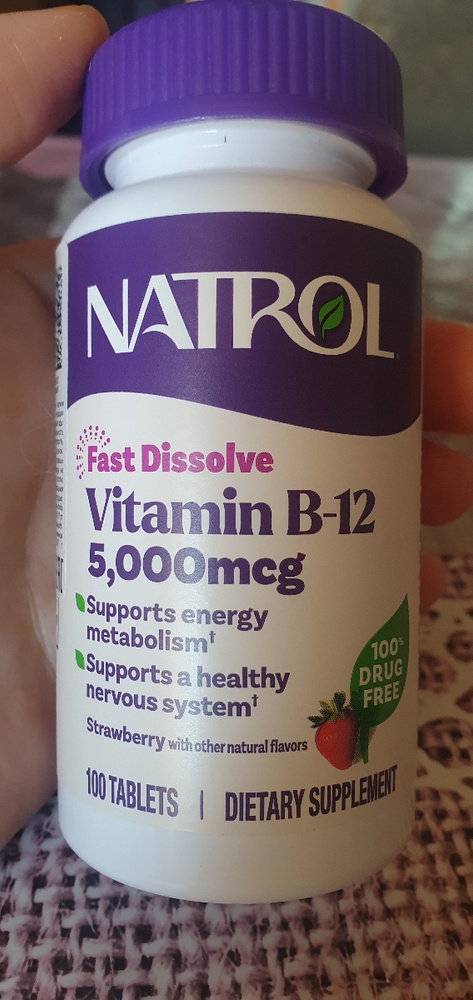 NATROL
Fast Dissolve
Vitamin B-12
5,000mcg
Supports energy
metabolism†
Supports a healthy
nervous system†
100%
DRUG
FREE
Strawberry with other natural flavors
100 TABLETS | DIETARY SUPPLEMENT